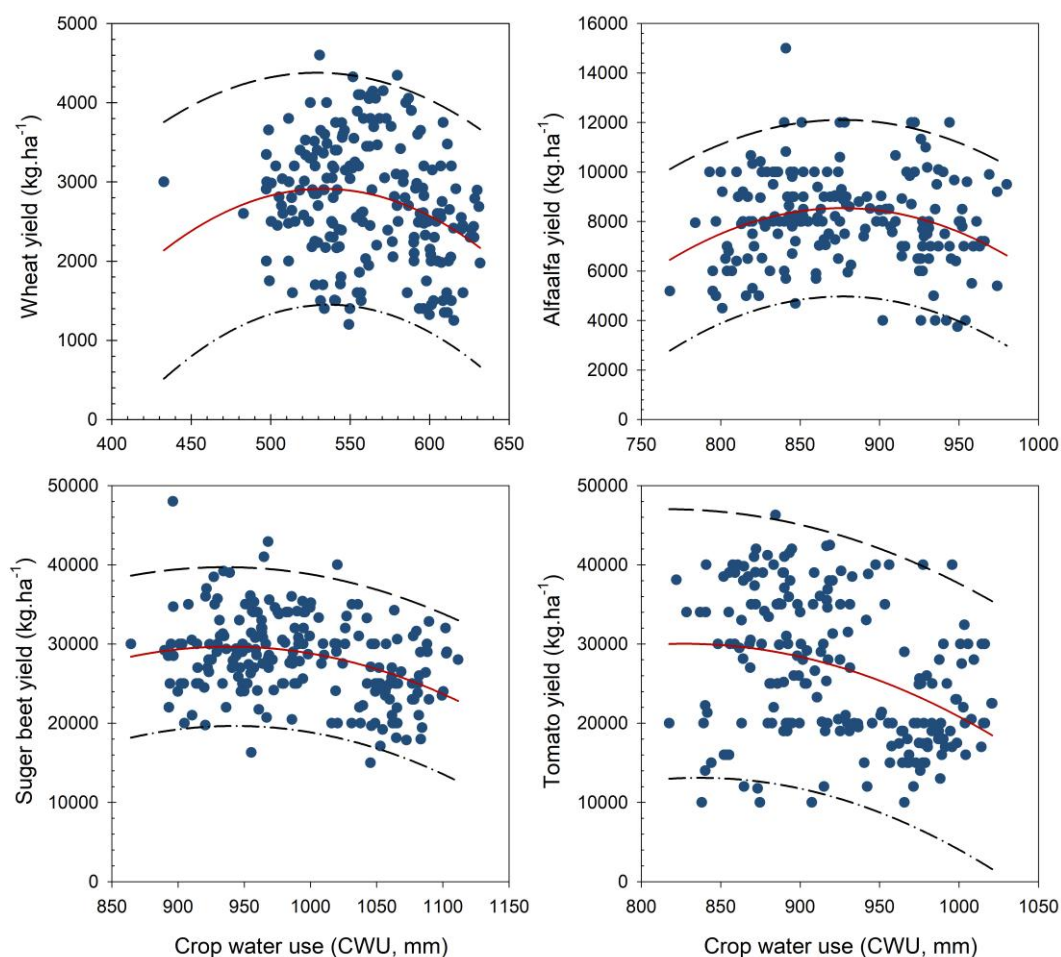 Wheat yield (kg.ha⁻¹)
5000
4000
3000
2000
1000
0
400 450 500 550 600 650
Alfaalfa yield (kg.ha⁻¹)
16000
14000
12000
10000
8000
6000
4000
2000
0
750 800 850 900 950 1000
Suger beet yield (kg.ha⁻¹)
50000
40000
30000
20000
10000
0
850 900 950 1000 1050 1100 1150
Crop water use (CWU, mm)
Tomato yield (kg.ha⁻¹)
50000
40000
30000
20000
10000
0
800 850 900 950 1000 1050
Crop water use (CWU, mm)